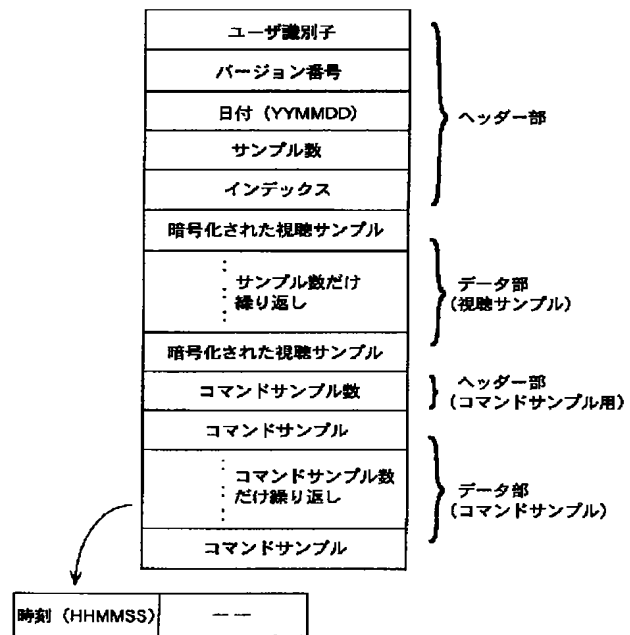 ユーザ識別子
バージョン番号
日付 (YYMMDD)
サンプル数
インデックス
ヘッダー部
暗号化された視聴サンプル
サンプル数だけ
繰り返し
暗号化された視聴サンプル
データ部
(視聴サンプル)
コマンドサンプル数
ヘッダー部
(コマンドサンプル用)
コマンドサンプル
コマンドサンプル数
だけ繰り返し
コマンドサンプル
データ部
(コマンドサンプル)
時刻 (HHMMSS)
ーー